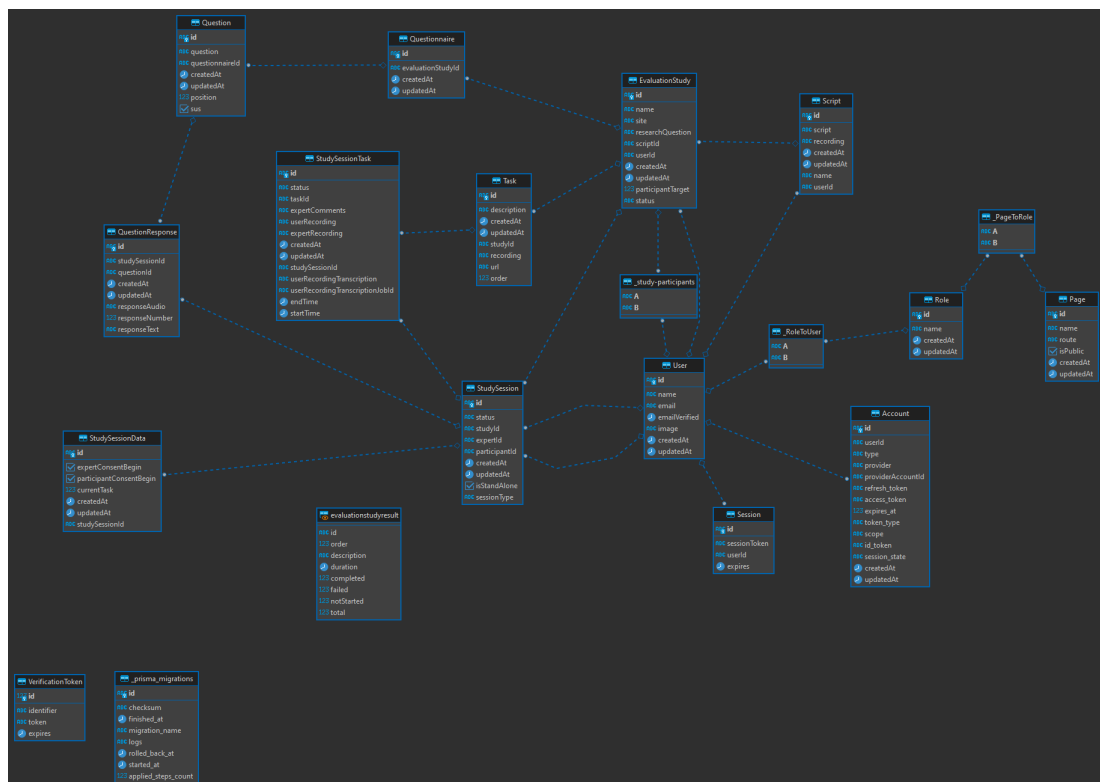 Question
id
question
questionnaireId
createdAt
updatedAt
position
sus
Questionnaire
id
evaluationStudyId
createdAt
updatedAt
EvaluationStudy
id
name
site
researchQuestion
scriptId
userId
createdAt
updatedAt
participantTarget
status
Script
id
script
recording
createdAt
updatedAt
name
userId
StudySessionTask
id
status
taskId
expertComments
userRecording
expertRecording
createdAt
updatedAt
studySessionId
userRecordingTranscription
userRecordingTranscriptionJobId
endTime
startTime
Task
id
description
createdAt
updatedAt
studyId
recording
url
order
QuestionResponse
id
studySessionId
questionId
createdAt
updatedAt
responseAudio
responseNumber
responseText
_PageToRole
A
B
_study-participants
A
B
Role
id
name
createdAt
updatedAt
Page
id
name
route
isPublic
createdAt
updatedAt
_RoleToUser
A
B
User
id
name
email
emailVerified
image
createdAt
updatedAt
StudySession
id
status
studyId
expertId
participantId
createdAt
updatedAt
isStandAlone
sessionType
Account
id
userId
type
provider
providerAccountId
refresh_token
access_token
expires_at
token_type
scope
id_token
session_state
createdAt
updatedAt
StudySessionData
id
expertConsentBegin
participantConsentBegin
currentTask
createdAt
updatedAt
studySessionId
evaluationstudyresult
id
order
description
duration
completed
failed
notStarted
total
Session
id
sessionToken
userId
expires
VerificationToken
id
identifier
token
expires
_prisma_migrations
id
checksum
finished_at
migration_name
logs
rolled_back_at
started_at
applied_steps_count